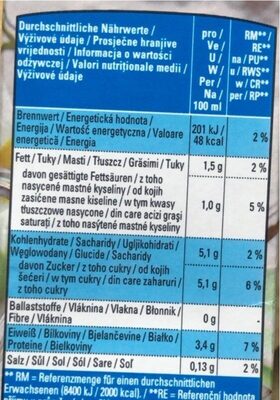 Durchschnittliche Nährwerte /
Výživové údaje / Prosječne hranjive
vrijednosti / Informacja o wartości
odżywczej / Valori nutriționale medii /
Výživové údaje
pro /
Ve /
U /
W /
Per /
Na /
100 ml
RM**/
RE**
na / PU**
u / RWS**
w / CR**
per / RP**
Brennwert / Energetická hodnota /
Energija / Wartość energetyczna / Valoare
energetică / Energia
201 kJ /
48 kcal
2 %
Fett / Tuky / Masti / Tłuszcz / Grăsimi / Tuky
1,5 g
2 %
davon gesättigte Fettsäuren / z toho
nasycené mastné kyseliny / od kojih
zasićene masne kiseline / w tym kwasy
tłuszczowe nasycone / din care acizi grași
saturați / z toho nasýtené mastné kyseliny
1,0 g
5 %
Kohlenhydrate / Sacharidy / Ugljikohidrati /
Węglowodany / Glucide / Sacharidy
5,1 g
2 %
davon Zucker / z toho cukry / od kojih
šećeri / w tym cukry / din care zaharuri /
z toho cukry
5,1 g
6 %
Ballaststoffe / Vláknina / Vlakna / Błonnik /
Fibre / Vláknina
0 g
Eiweiß / Bílkoviny / Bjelančevine / Białko /
Proteine / Bielkoviny
3,4 g
7 %
Salz / Sůl / Sol / Sól / Sare / Soľ
0,13 g
2 %
** RM = Referenzmenge für einen durchschnittlichen
Erwachsenen (8400 kJ / 2000 kcal). / **RE = Referenční hodnota